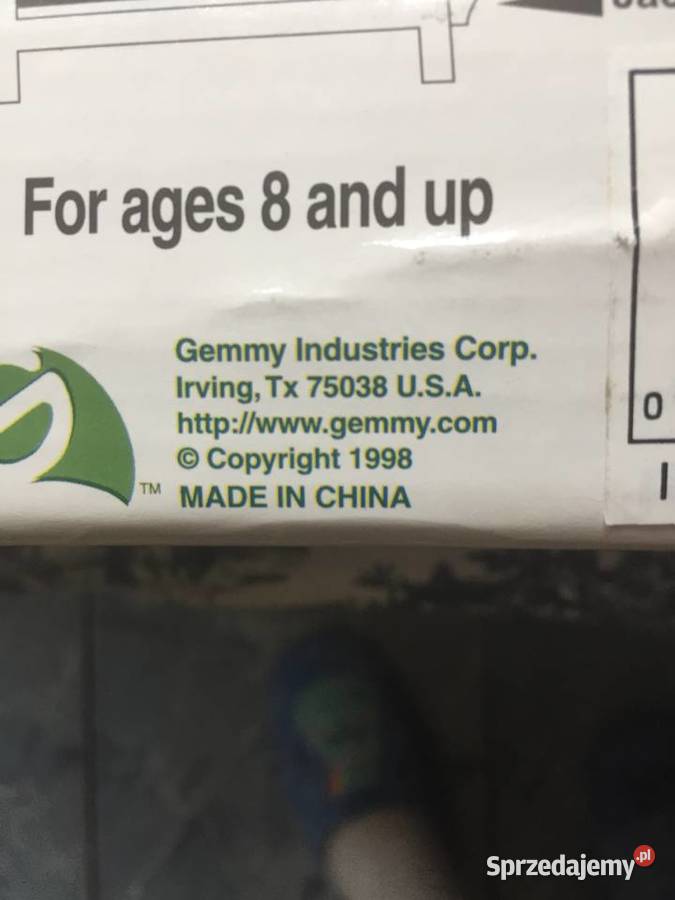 For ages 8 and up
Gemmy Industries Corp.
Irving, Tx 75038 U.S.A.
http://www.gemmy.com
© Copyright 1998
TM
MADE IN CHINA
0
Sprzedajemy.pl